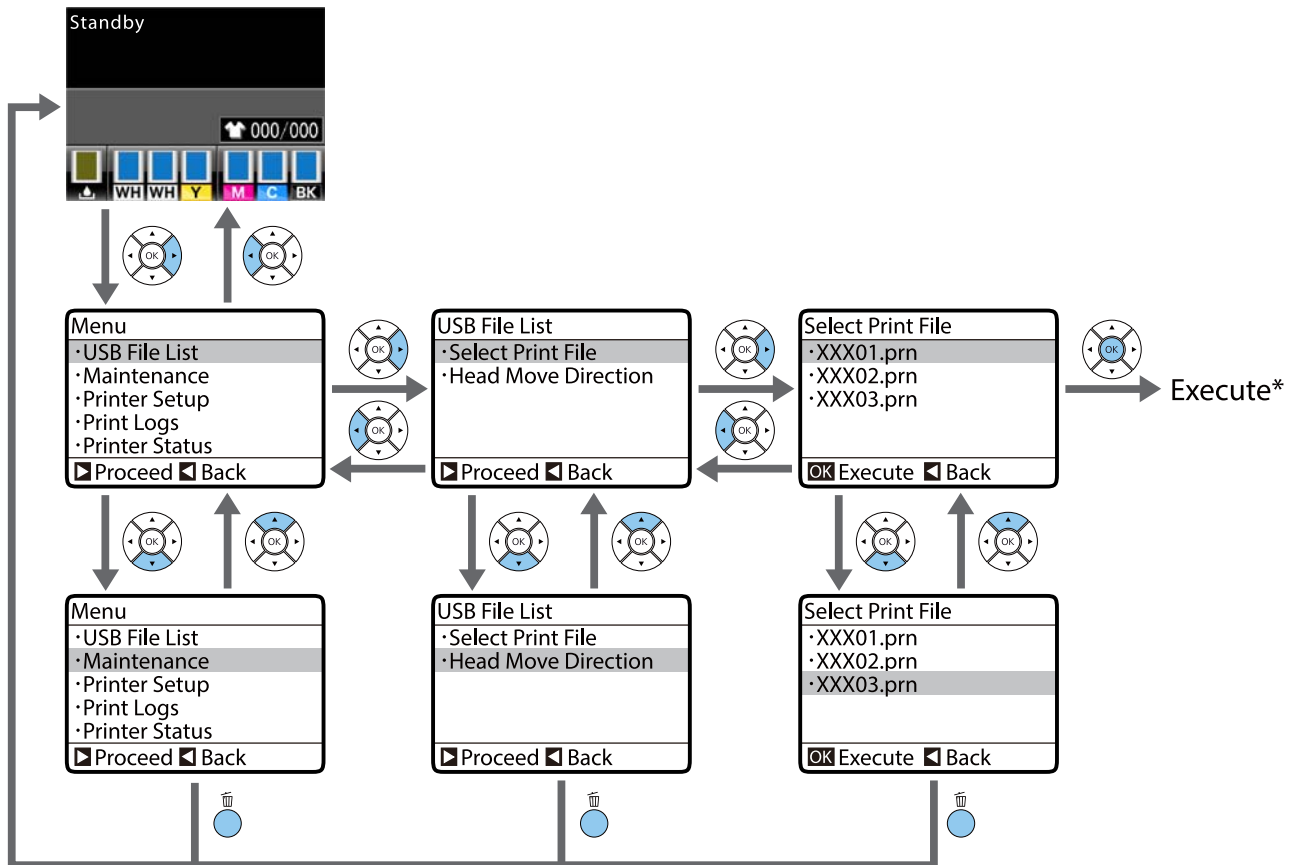 Standby
000/000
WH WH Y M C BK
OK OK
Menu
·USB File List
·Maintenance
·Printer Setup
·Print Logs
·Printer Status
Proceed Back
OK
OK
USB File List
·Select Print File
·Head Move Direction
Proceed Back
OK
OK
Select Print File
·XXX01.prn
·XXX02.prn
·XXX03.prn
OK Execute Back
OK
Execute*
OK OK
OK OK
OK OK
Menu
·USB File List
·Maintenance
·Printer Setup
·Print Logs
·Printer Status
Proceed Back
USB File List
·Select Print File
·Head Move Direction
Proceed Back
Select Print File
·XXX01.prn
·XXX02.prn
·XXX03.prn
OK Execute Back